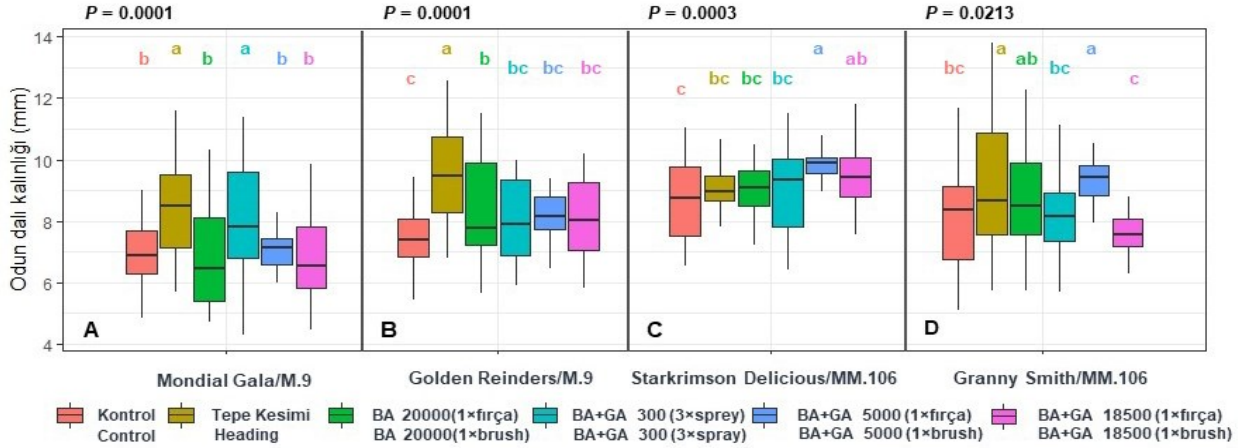 P = 0.0001 P = 0.0001 P = 0.0003 P = 0.0213
Odun dalı kalınlığı (mm)
14
12
10
8
6
4
b a b a b b
c a b bc bc bc
c bc bc bc a ab
bc a ab bc a c
A B C D
Mondial Gala/M.9 Golden Reinders/M.9 Starkrimson Delicious/MM.106 Granny Smith/MM.106
Kontrol Tepe Kesimi BA 20000(1×fırça) BA+GA 300 (3×sprey) BA+GA 5000 (1×fırça) BA+GA 18500 (1×fırça)
Control Heading BA 20000(1×brush) BA+GA 300 (3×spray) BA+GA 5000 (1×brush) BA+GA 18500 (1×brush)